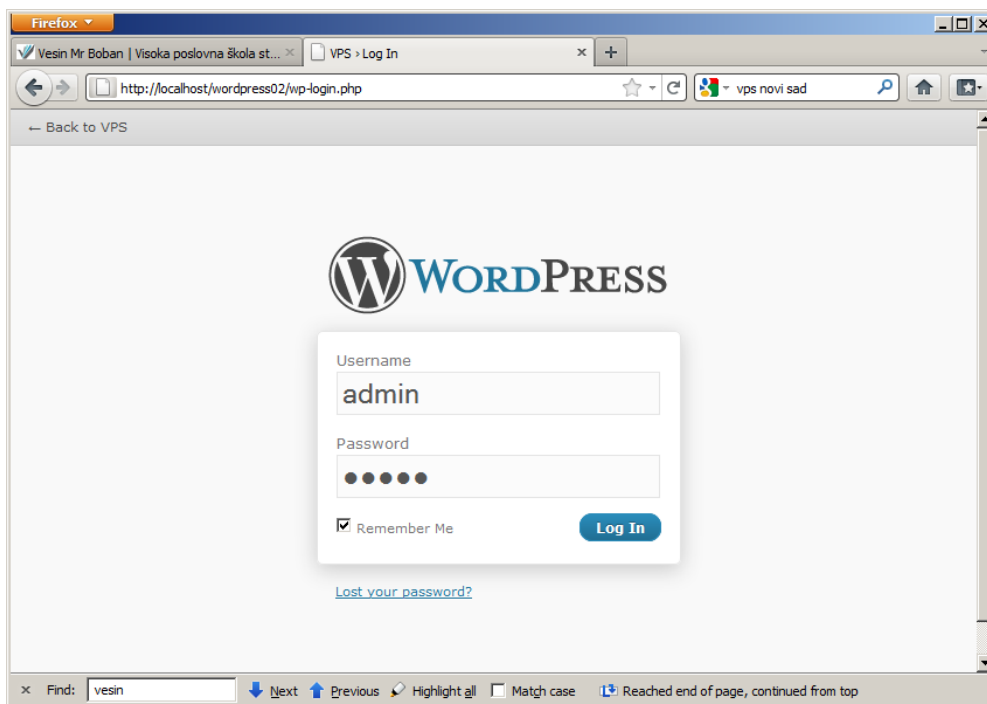 Firefox
Vesin Mr Boban | Visoka poslovna škola st...
VPS › Log In
http://localhost/wordpress02/wp-login.php
vps novi sad
← Back to VPS
WORDPRESS
Username
admin
Password
●●●●●
Remember Me
Log In
Lost your password?
× Find: vesin Next Previous Highlight all Match case Reached end of page, continued from top